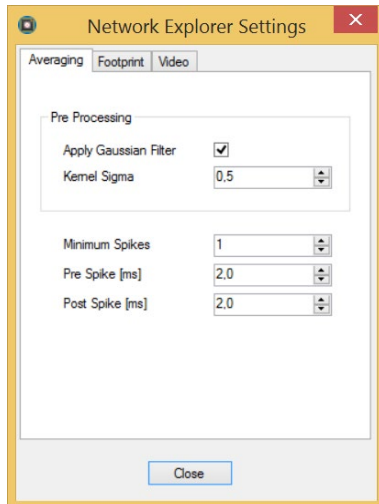 Network Explorer Settings
Averaging Footprint Video
Pre Processing
Apply Gaussian Filter
Kernel Sigma 0,5
Minimum Spikes 1
Pre Spike [ms] 2,0
Post Spike [ms] 2,0
Close